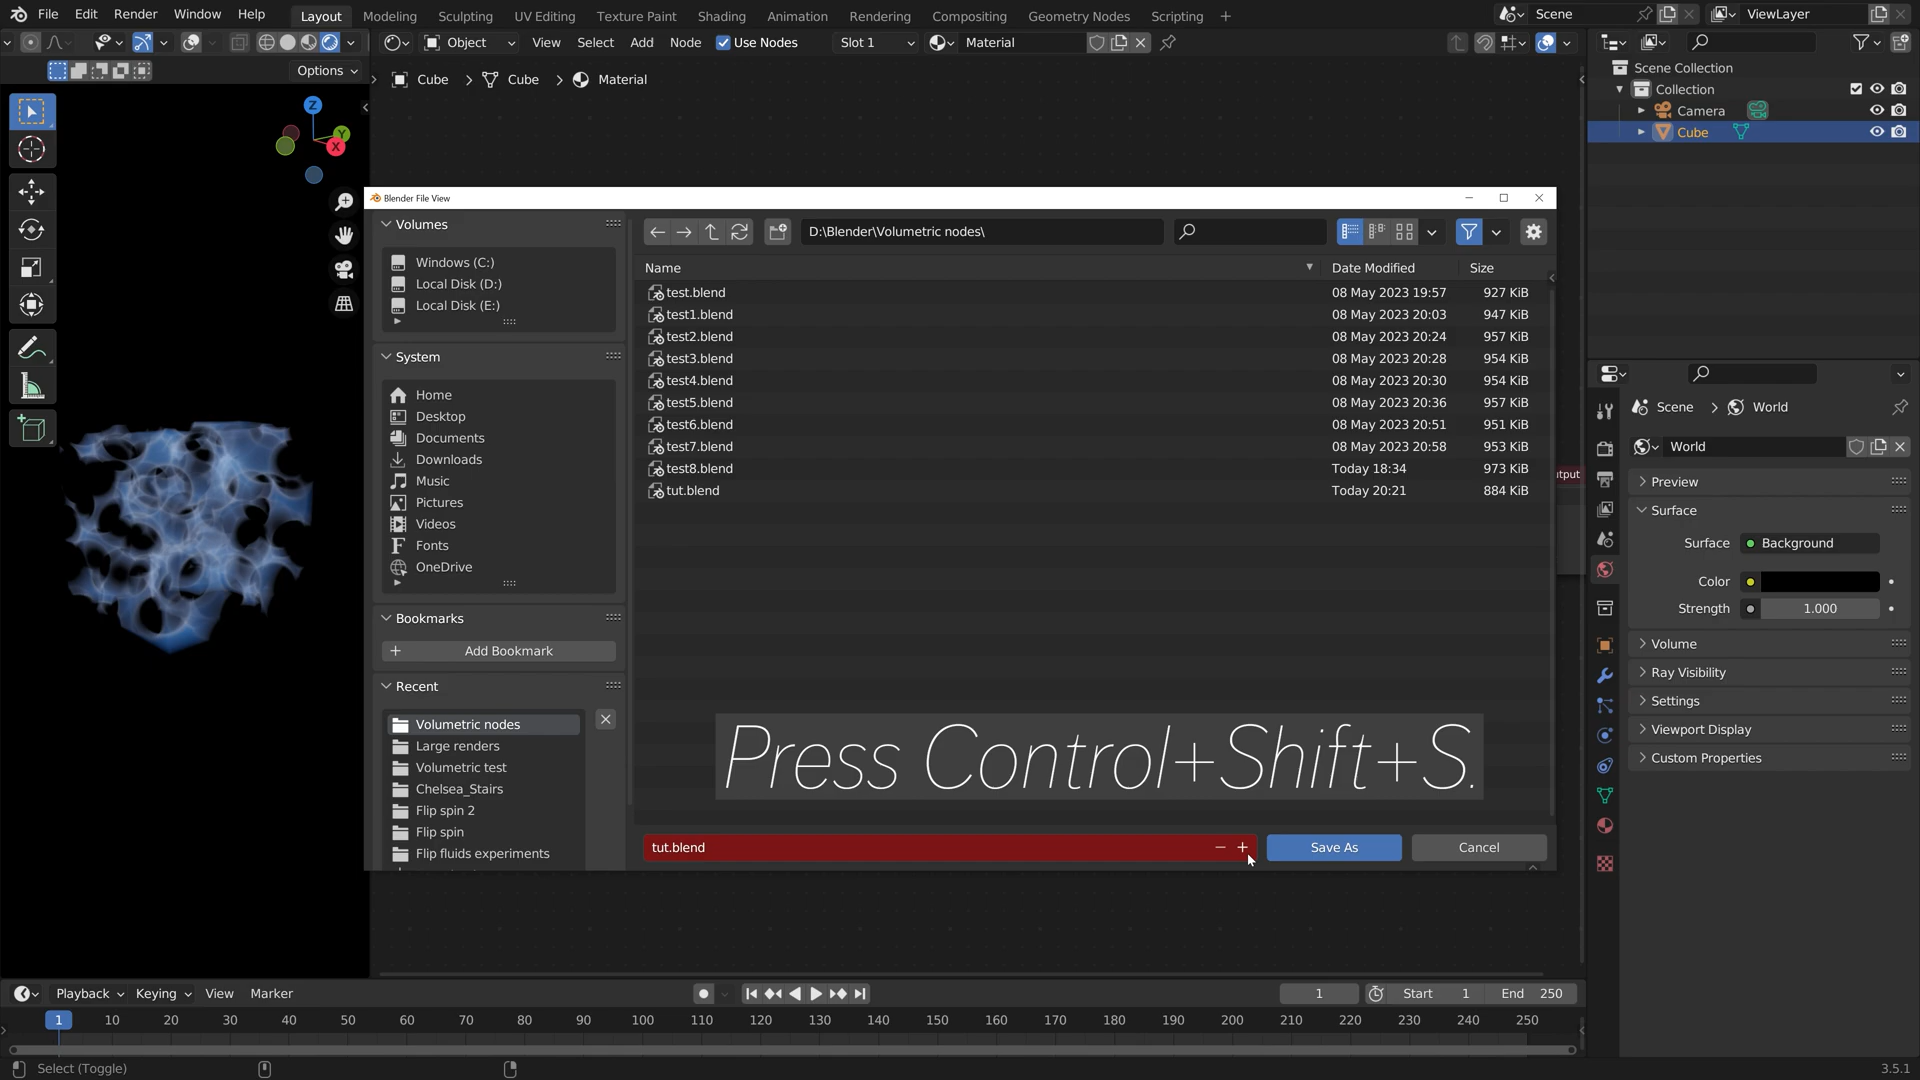 File Edit Render Window Help
Layout Modeling Sculpting UV Editing Texture Paint Shading Animation Rendering Compositing Geometry Nodes Scripting +
Scene
ViewLayer
Object View Select Add Node Use Nodes Slot 1 Material
Options
Cube > Cube > Material
Z
Y
X
Scene Collection
Collection
Camera
Cube
Blender File View
Volumes
Windows (C:)
Local Disk (D:)
Local Disk (E:)
System
Home
Desktop
Documents
Downloads
Music
Pictures
Videos
Fonts
OneDrive
Bookmarks
Add Bookmark
Recent
Volumetric nodes
Large renders
Volumetric test
Chelsea_Stairs
Flip spin 2
Flip spin
Flip fluids experiments
D:\Blender\Volumetric nodes\
Name Date Modified Size
test.blend 08 May 2023 19:57 927 KiB
test1.blend 08 May 2023 20:03 947 KiB
test2.blend 08 May 2023 20:24 957 KiB
test3.blend 08 May 2023 20:28 954 KiB
test4.blend 08 May 2023 20:30 954 KiB
test5.blend 08 May 2023 20:36 957 KiB
test6.blend 08 May 2023 20:51 951 KiB
test7.blend 08 May 2023 20:58 953 KiB
test8.blend Today 18:34 973 KiB
tut.blend Today 20:21 884 KiB
Press Control+Shift+S.
tut.blend
Save As
Cancel
utput
Scene > World
World
Preview
Surface
Surface Background
Color
Strength 1.000
Volume
Ray Visibility
Settings
Viewport Display
Custom Properties
Playback Keying View Marker
1 Start 1 End 250
1 10 20 30 40 50 60 70 80 90 100 110 120 130 140 150 160 170 180 190 200 210 220 230 240 250
Select (Toggle)
3.5.1